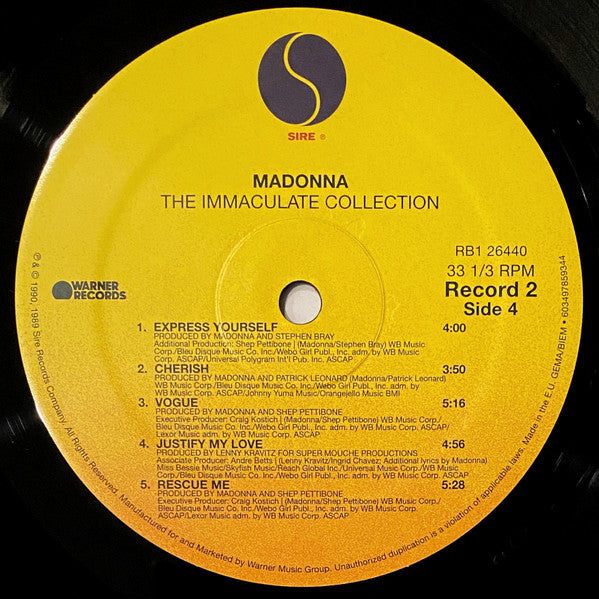 SIRE ®
MADONNA
THE IMMACULATE COLLECTION
RB1 26440
33 1/3 RPM
Record 2
Side 4
WARNER
RECORDS
1. EXPRESS YOURSELF 4:00
PRODUCED BY MADONNA AND STEPHEN BRAY
Additional Production: Shep Pettibone | (Madonna/Stephen Bray) WB Music
Corp./Bleu Disque Music Co. Inc./Webo Girl Publ., Inc. adm. by WB Music
Corp. ASCAP/Universal Polygram Int'l Pub. Inc. ASCAP
2. CHERISH 3:50
PRODUCED BY MADONNA AND PATRICK LEONARD (Madonna/Patrick Leonard)
WB Music Corp./Bleu Disque Music Co. Inc./Webo Girl Publ., Inc. adm. by
WB Music Corp. ASCAP/Johnny Yuma Music/Orangejello Music BMI
3. VOGUE 5:16
PRODUCED BY MADONNA AND SHEP PETTIBONE
Executive Producer: Craig Kostich | (Madonna/Shep Pettibone) WB Music Corp./
Bleu Disque Music Co. Inc./Webo Girl Publ., Inc. adm. by WB Music Corp. ASCAP/
Lexor Music adm. by WB Music Corp. ASCAP
4. JUSTIFY MY LOVE 4:56
PRODUCED BY LENNY KRAVITZ FOR SUPER MOUCHE PRODUCTIONS
Associate Producer: Andre Betts | (Lenny Kravitz/Ingrid Chavez; Additional lyrics by Madonna)
Miss Bessie Music/Skyfish Music/Reach Global Inc./Universal Music Corp./WB Music
Corp./Bleu Disque Music Co. Inc./Webo Girl Publ., Inc. adm. by WB Music Corp. ASCAP
5. RESCUE ME 5:28
PRODUCED BY MADONNA AND SHEP PETTIBONE
Executive Producer: Craig Kostich | (Madonna/Shep Pettibone) WB Music Corp./
Bleu Disque Music Co. Inc./Webo Girl Publ., Inc. adm. by WB Music Corp.
ASCAP/Lexor Music adm. by WB Music Corp. ASCAP
℗ & © 1990, 1989 Sire Records Company. All Rights Reserved. Manufactured for and Marketed by Warner Music Group. Unauthorized duplication is a violation of applicable laws. Made in the E.U. GEMA/BIEM • 603497859344